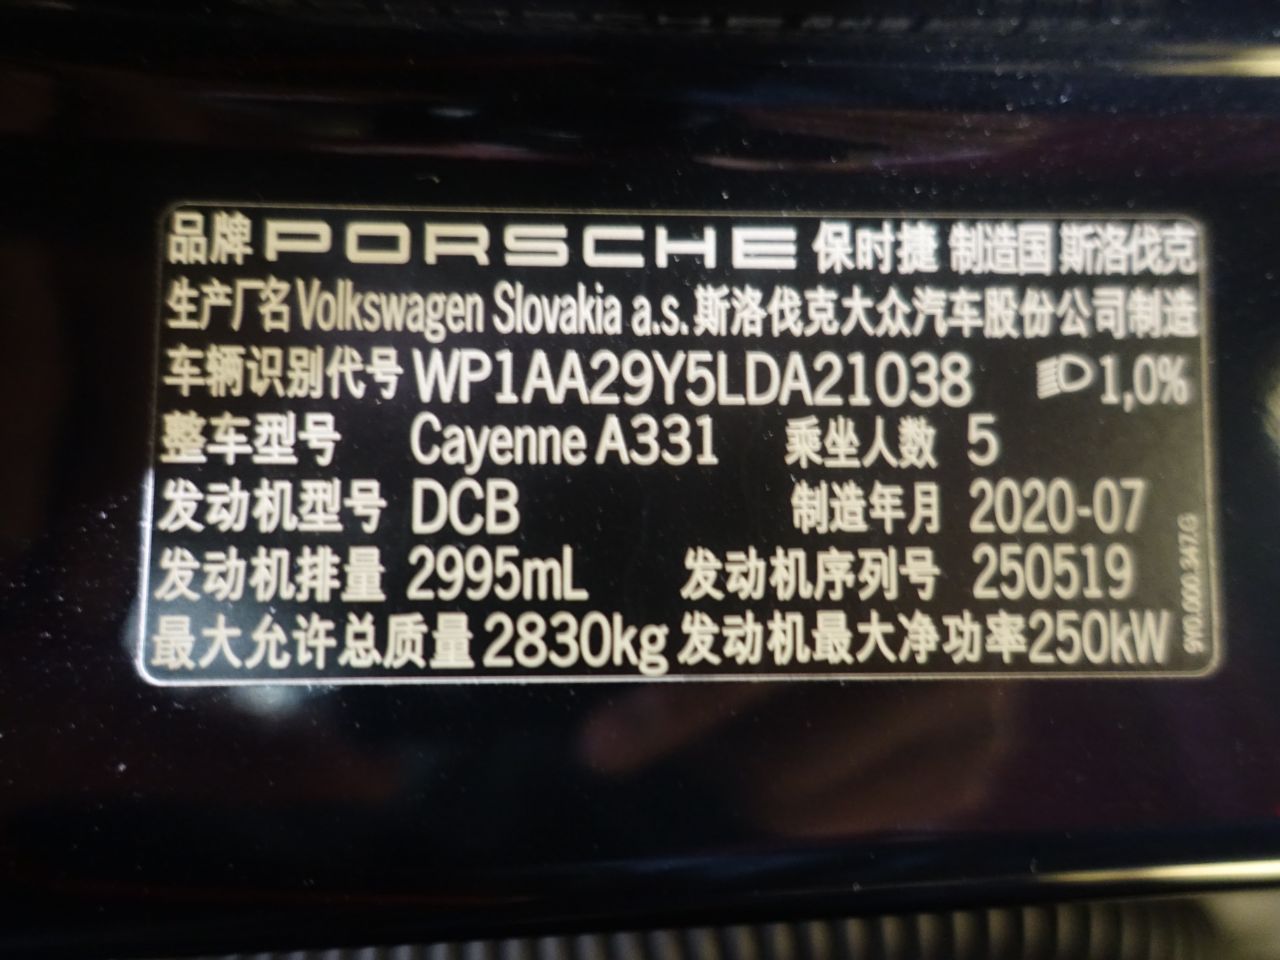 品牌 PORSCHE 保时捷 制造国 斯洛伐克
生产厂名 Volkswagen Slovakia a.s. 斯洛伐克大众汽车股份公司制造
车辆识别代号 WP1AA29Y5LDA21038 1,0%
整车型号 Cayenne A331 乘坐人数 5
发动机型号 DCB 制造年月 2020-07
发动机排量 2995mL 发动机序列号 250519
最大允许总质量 2830kg 发动机最大净功率 250kW
9Y0.000.347.G